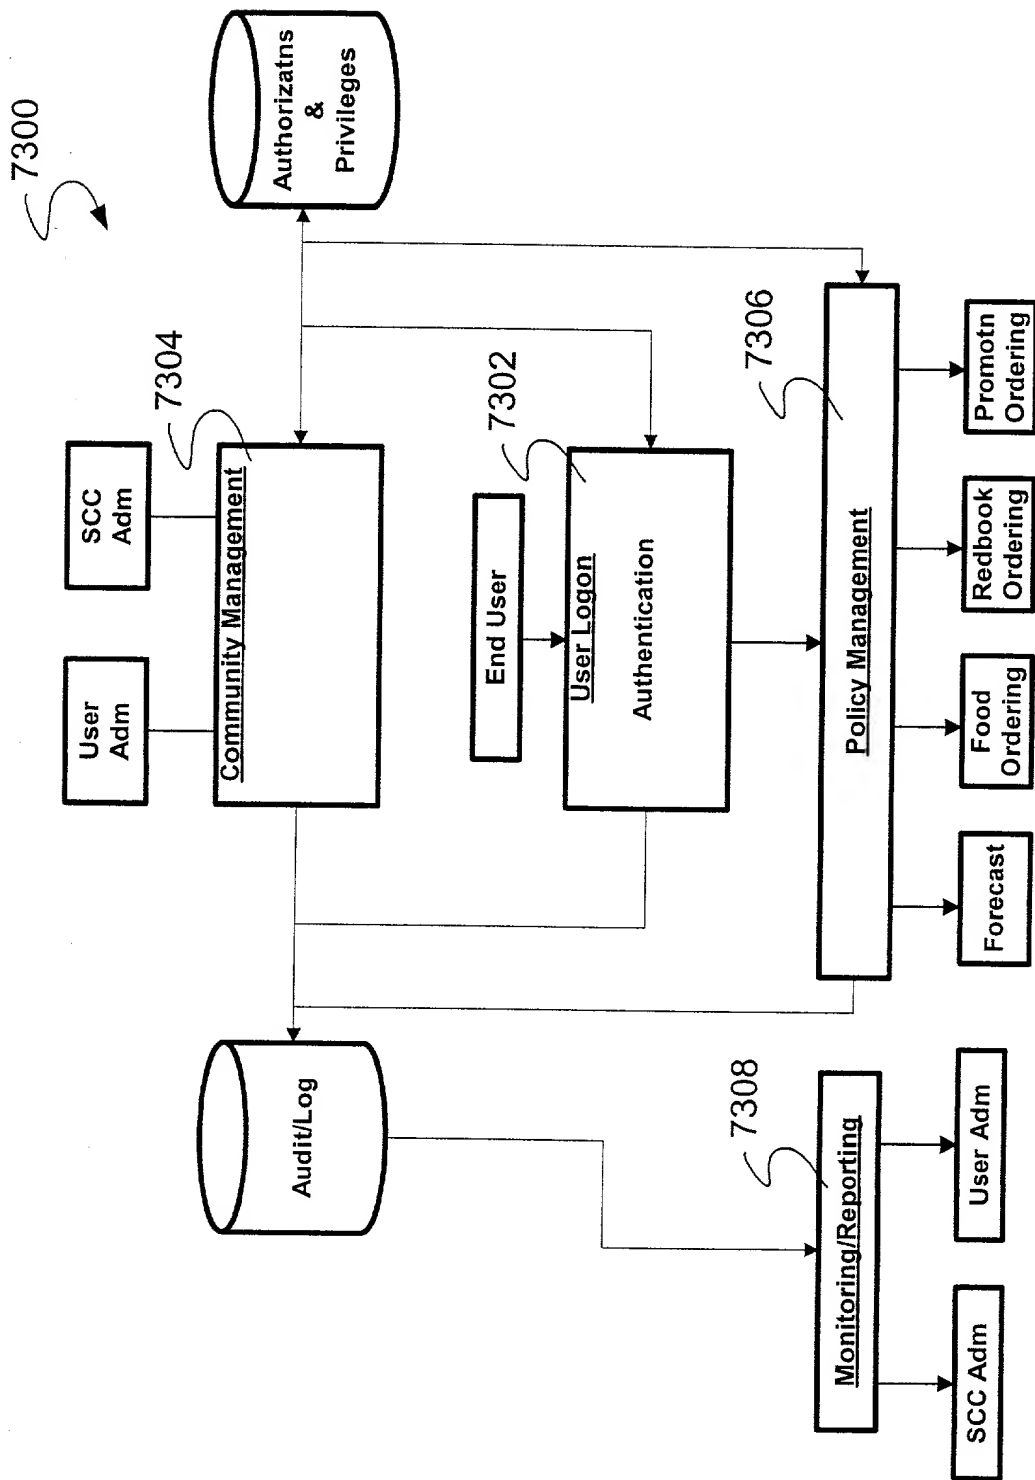 7300
User
Adm
SCC
Adm
7304
Community Management
Authorizatns
&
Privileges
Audit/Log
End User
7302
User Logon
Authentication
7308
Monitoring/Reporting
7306
Policy Management
SCC Adm
User Adm
Forecast
Food
Ordering
Redbook
Ordering
Promotn
Ordering